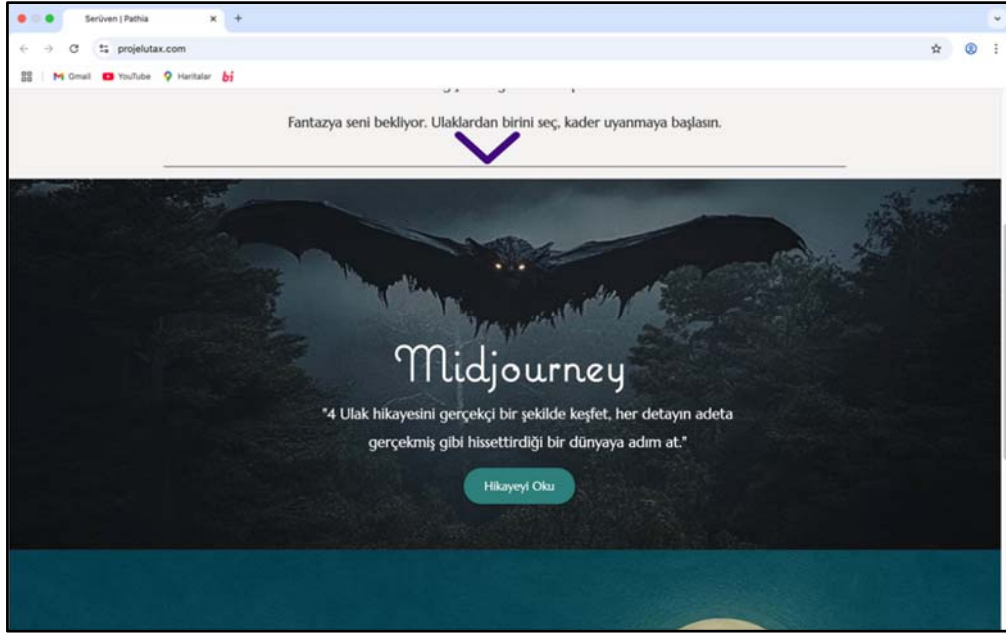 Serüven | Pathia
projelutax.com
Gmail
YouTube
Haritalar
bi
Fantazya seni bekliyor. Ulaklardan birini seç, kader uyanmaya başlasın.
Midjourney
"4 Ulak hikayesini gerçekçi bir şekilde keşfet, her detayın adeta
gerçekmiş gibi hissettirdiği bir dünyaya adım at."
Hikayeyi Oku